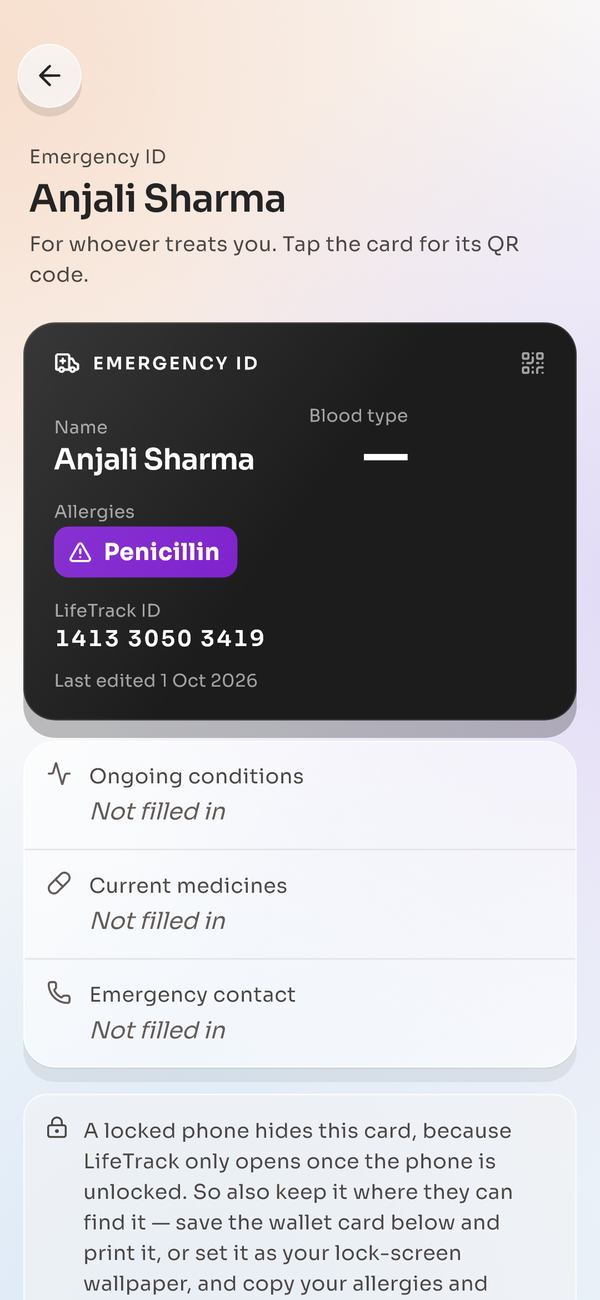 Emergency ID
Anjali Sharma
For whoever treats you. Tap the card for its QR
code.
EMERGENCY ID
Name
Anjali Sharma
Blood type
—
Allergies
Penicillin
LifeTrack ID
1413 3050 3419
Last edited 1 Oct 2026
Ongoing conditions
Not filled in
Current medicines
Not filled in
Emergency contact
Not filled in
A locked phone hides this card, because
LifeTrack only opens once the phone is
unlocked. So also keep it where they can
find it — save the wallet card below and
print it, or set it as your lock-screen
wallpaper, and copy your allergies and